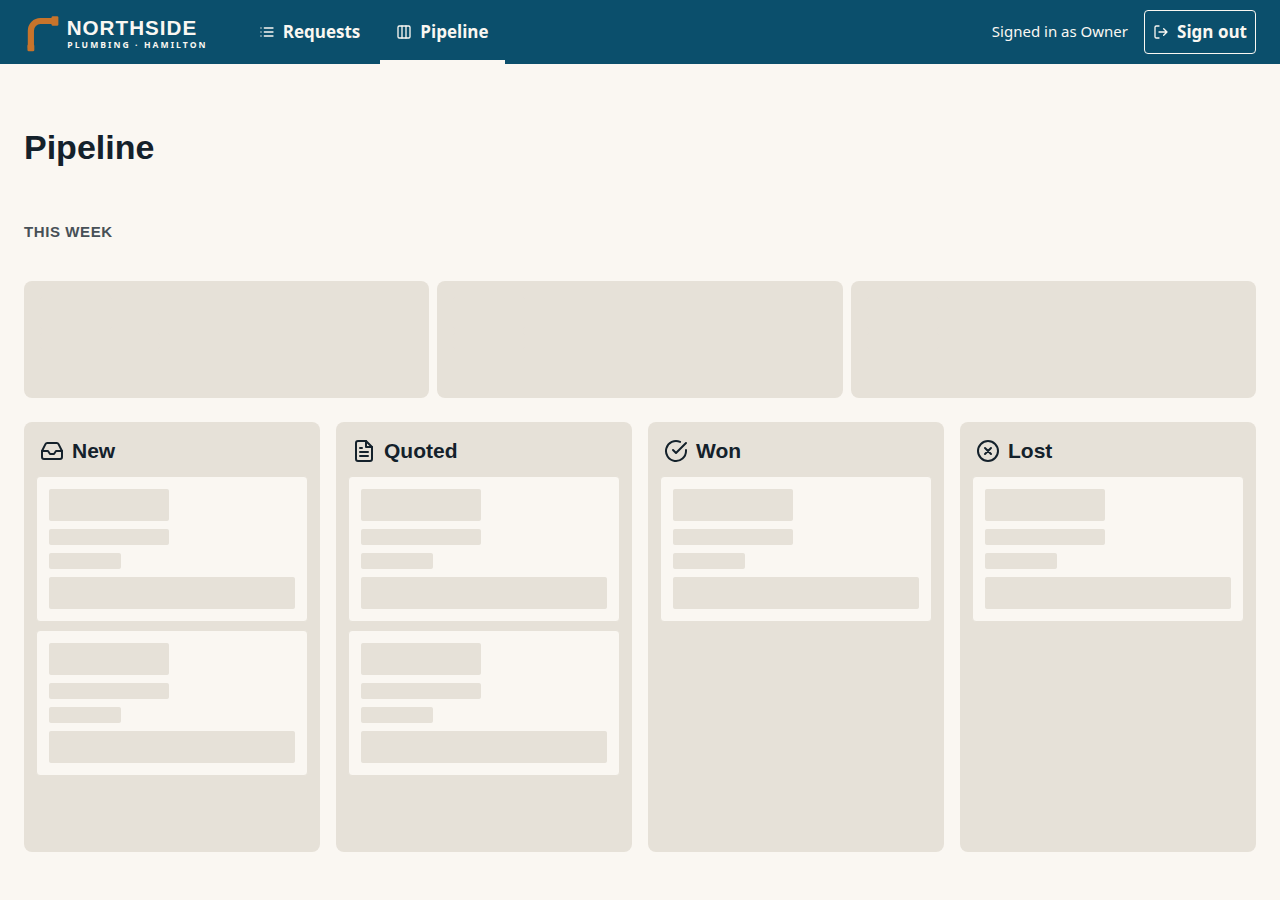 NORTHSIDE
PLUMBING · HAMILTON
Requests
Pipeline
Signed in as Owner
Sign out
Pipeline
THIS WEEK
New
Quoted
Won
Lost